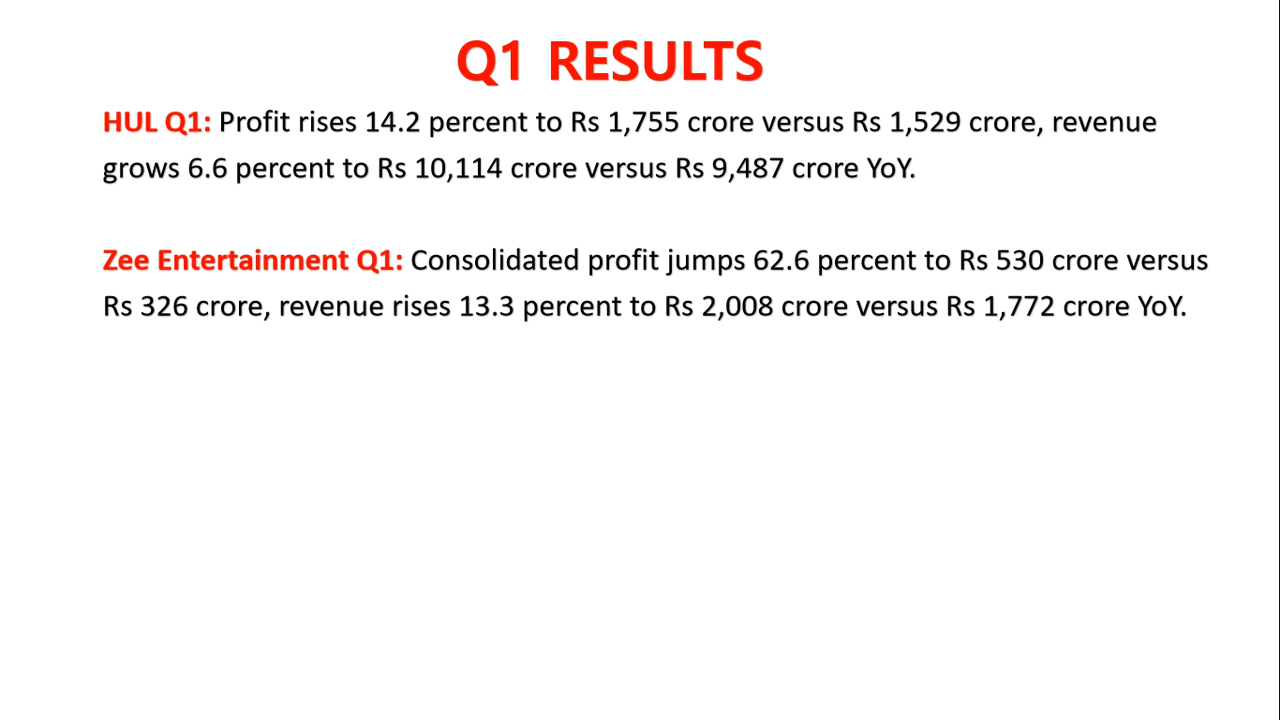 Q1 RESULTS
HUL Q1: Profit rises 14.2 percent to Rs 1,755 crore versus Rs 1,529 crore, revenue
grows 6.6 percent to Rs 10,114 crore versus Rs 9,487 crore YoY.
Zee Entertainment Q1: Consolidated profit jumps 62.6 percent to Rs 530 crore versus
Rs 326 crore, revenue rises 13.3 percent to Rs 2,008 crore versus Rs 1,772 crore YoY.